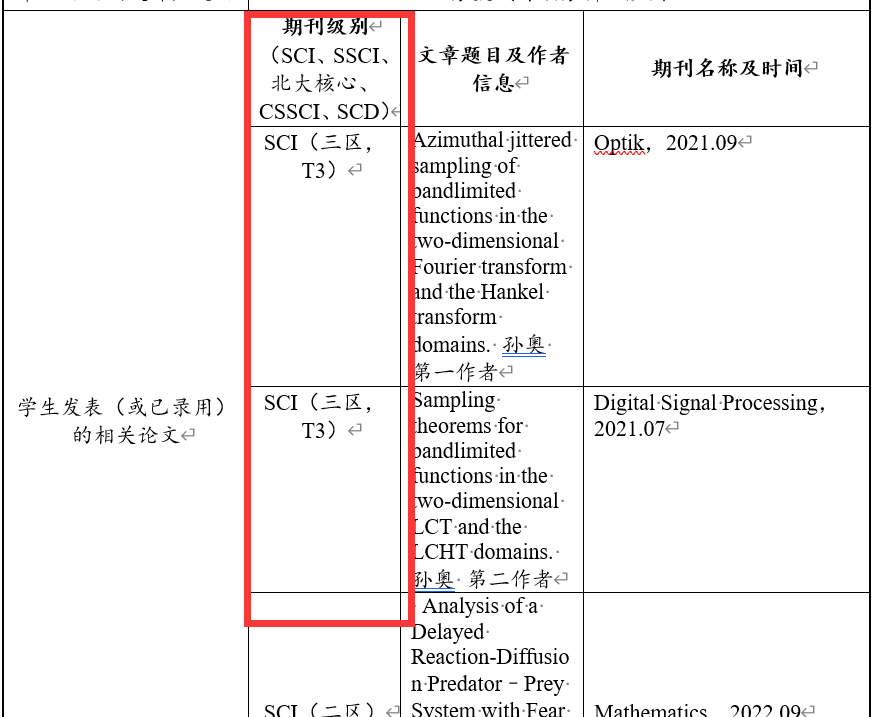 期刊级别
（SCI、SSCI、
北大核心、
CSSCI、SCD）
文章题目及作者
信息
期刊名称及时间
学生发表（或已录用）
的相关论文
SCI（三区，
T3）
Azimuthal jittered
sampling of
bandlimited
functions in the
two-dimensional
Fourier transform
and the Hankel
transform
domains. 孙奥
第一作者
Optik，2021.09
SCI（三区，
T3）
Sampling
theorems for
bandlimited
functions in the
two-dimensional
LCT and the
LCHT domains.
孙奥 第二作者
Digital Signal Processing，
2021.07
SCI（二区）
Analysis of a
Delayed
Reaction-Diffusio
n Predator–Prey
System with Fear
Mathematics，2022.09